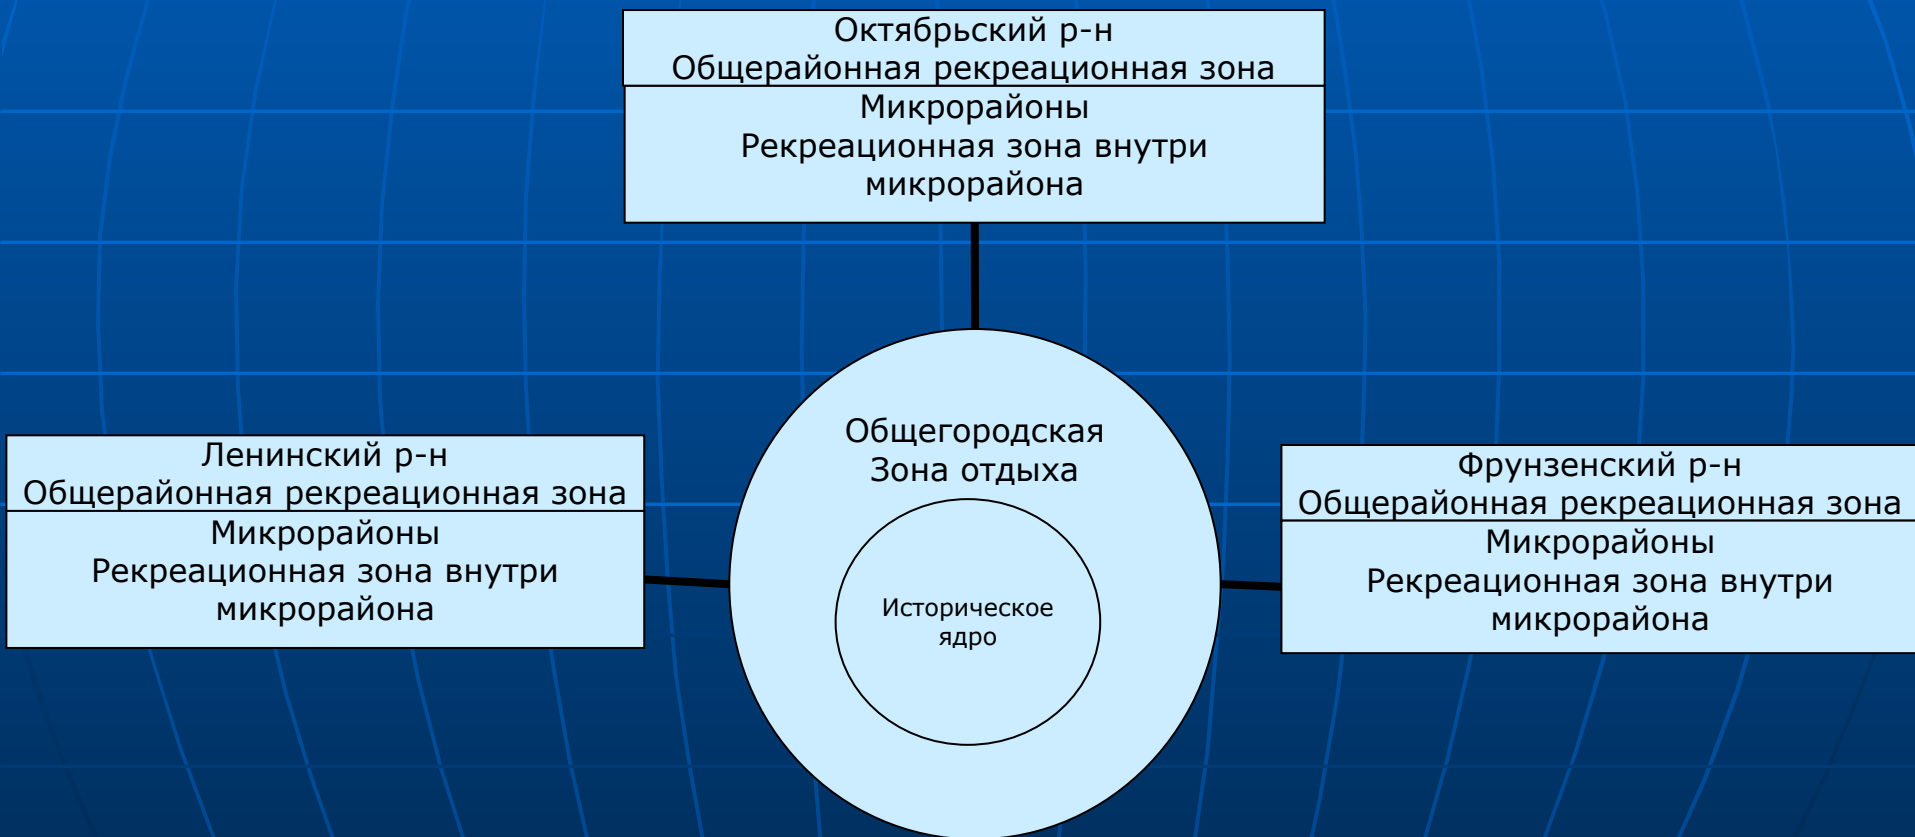 Октябрьский р-н
Общерайонная рекреационная зона
Микрорайоны
Рекреационная зона внутри
микрорайона
Общегородская
Зона отдыха
Историческое
ядро
Ленинский р-н
Общерайонная рекреационная зона
Микрорайоны
Рекреационная зона внутри
микрорайона
Фрунзенский р-н
Общерайонная рекреационная зона
Микрорайоны
Рекреационная зона внутри
микрорайона